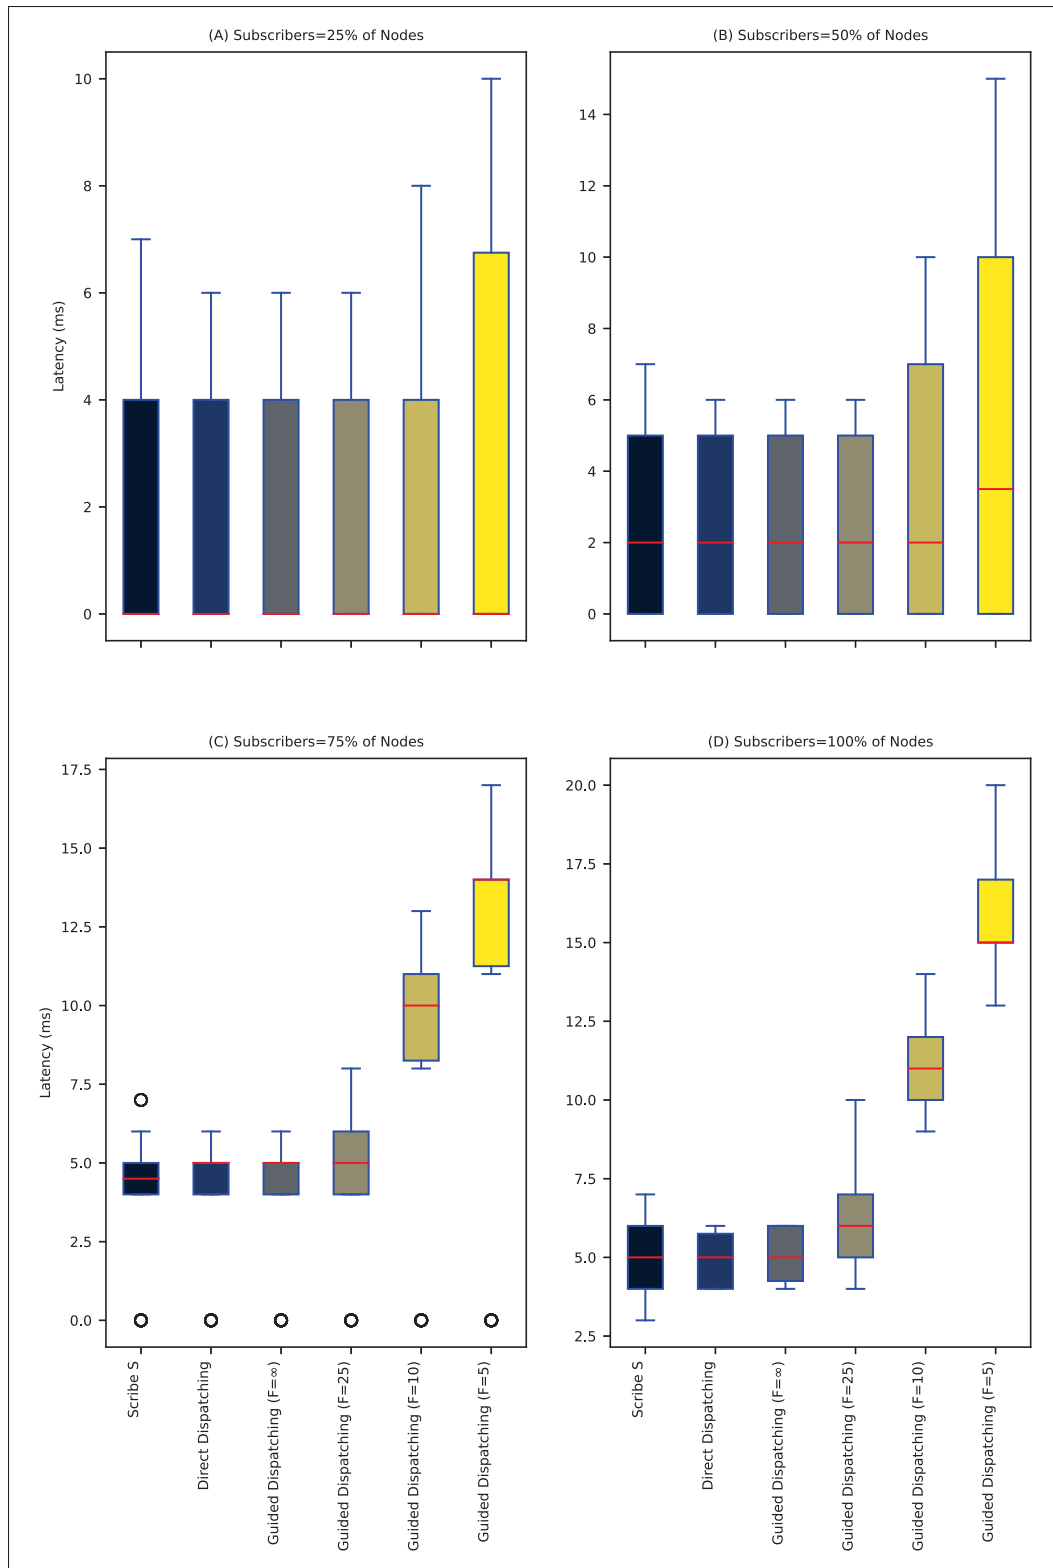 (A) Subscribers=25% of Nodes
10
8
6
4
2
0
Latency (ms)
(B) Subscribers=50% of Nodes
14
12
10
8
6
4
2
0
(C) Subscribers=75% of Nodes
17.5
15.0
12.5
10.0
7.5
5.0
2.5
0.0
Latency (ms)
Scribe S
Direct Dispatching
Guided Dispatching (F=∞)
Guided Dispatching (F=25)
Guided Dispatching (F=10)
Guided Dispatching (F=5)
(D) Subscribers=100% of Nodes
20.0
17.5
15.0
12.5
10.0
7.5
5.0
2.5
Scribe S
Direct Dispatching
Guided Dispatching (F=∞)
Guided Dispatching (F=25)
Guided Dispatching (F=10)
Guided Dispatching (F=5)